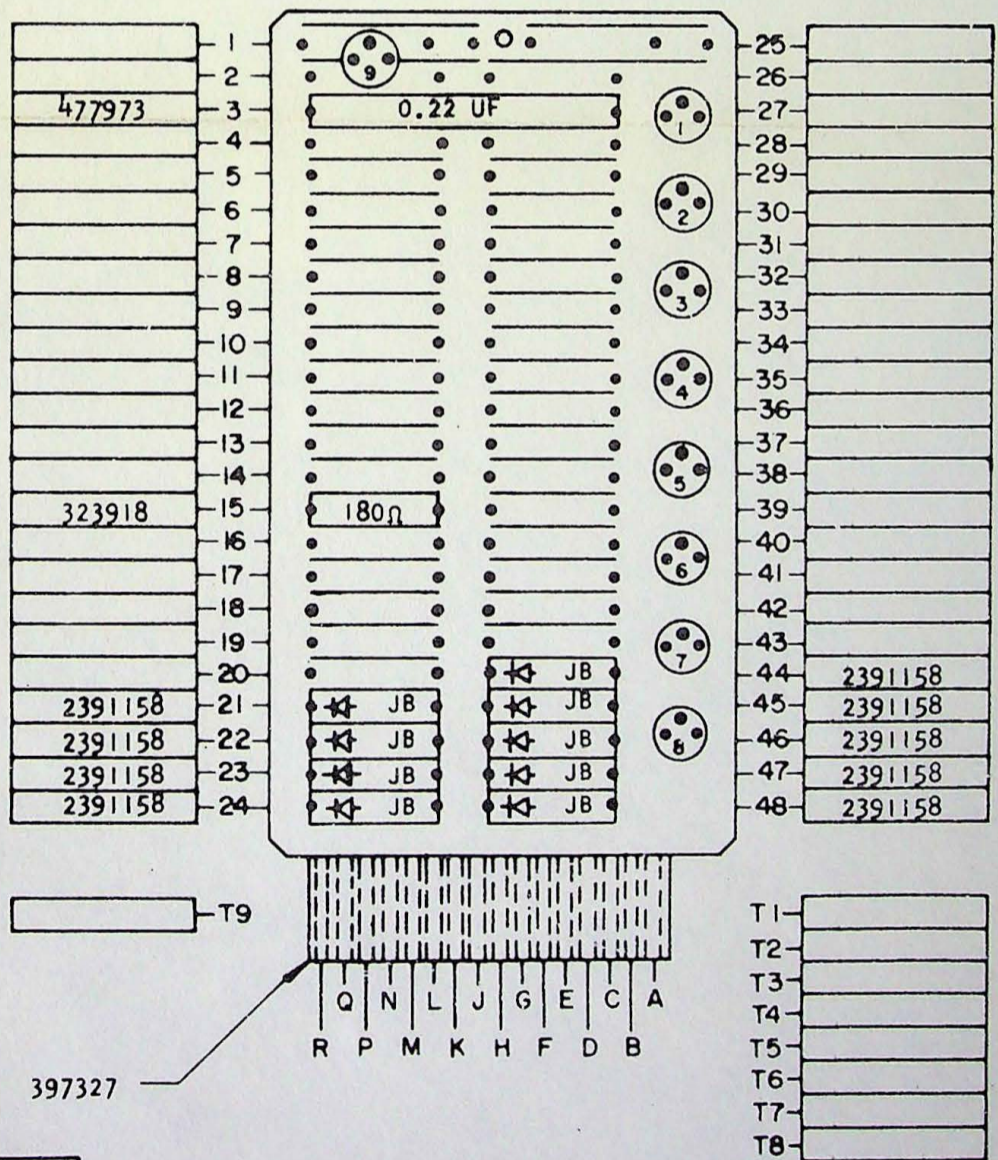 1 25
9
2 26
477973 3 0.22 UF 27
1
4 28
5 29
2
6 30
7 31
8 32
3
9 33
10 34
11 35
4
12 36
13 37
5
14 38
323918 15 180Ω 39
16 40
6
17 41
18 42
19 43
7
20 JB 44 2391158
2391158 21 JB JB 45 2391158
2391158 22 JB JB 8 46 2391158
2391158 23 JB JB 47 2391158
2391158 24 JB JB 48 2391158
T9 T1
T2
T3
Q N L J G E C A
T4
R P M K H F D B
T5
T6
397327
T7
T8